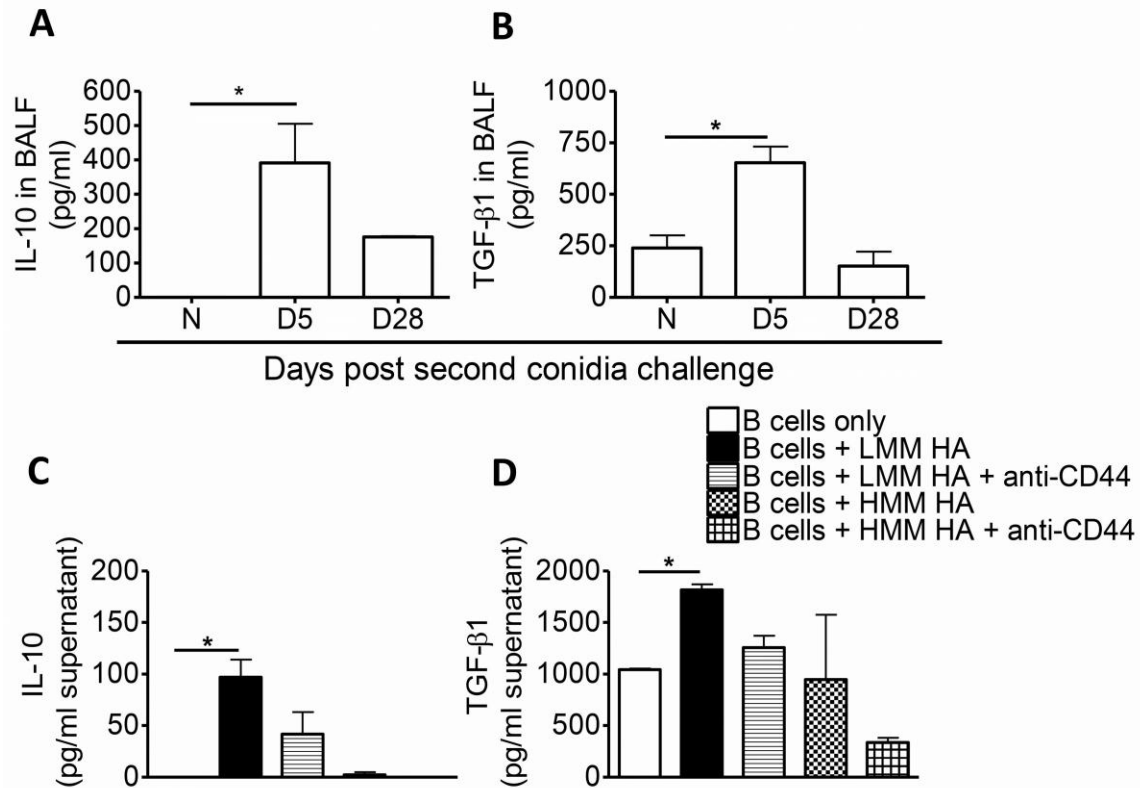 A
B
IL-10 in BALF
(pg/ml)
600
500
400
300
200
100
0
*
N
D5
D28
TGF-β1 in BALF
(pg/ml)
1000
750
500
250
0
*
N
D5
D28
Days post second conidia challenge
B cells only
B cells + LMM HA
B cells + LMM HA + anti-CD44
B cells + HMM HA
B cells + HMM HA + anti-CD44
C
D
IL-10
(pg/ml supernatant)
200
150
100
50
0
*
TGF-β1
(pg/ml supernatant)
2000
1500
1000
500
0
*